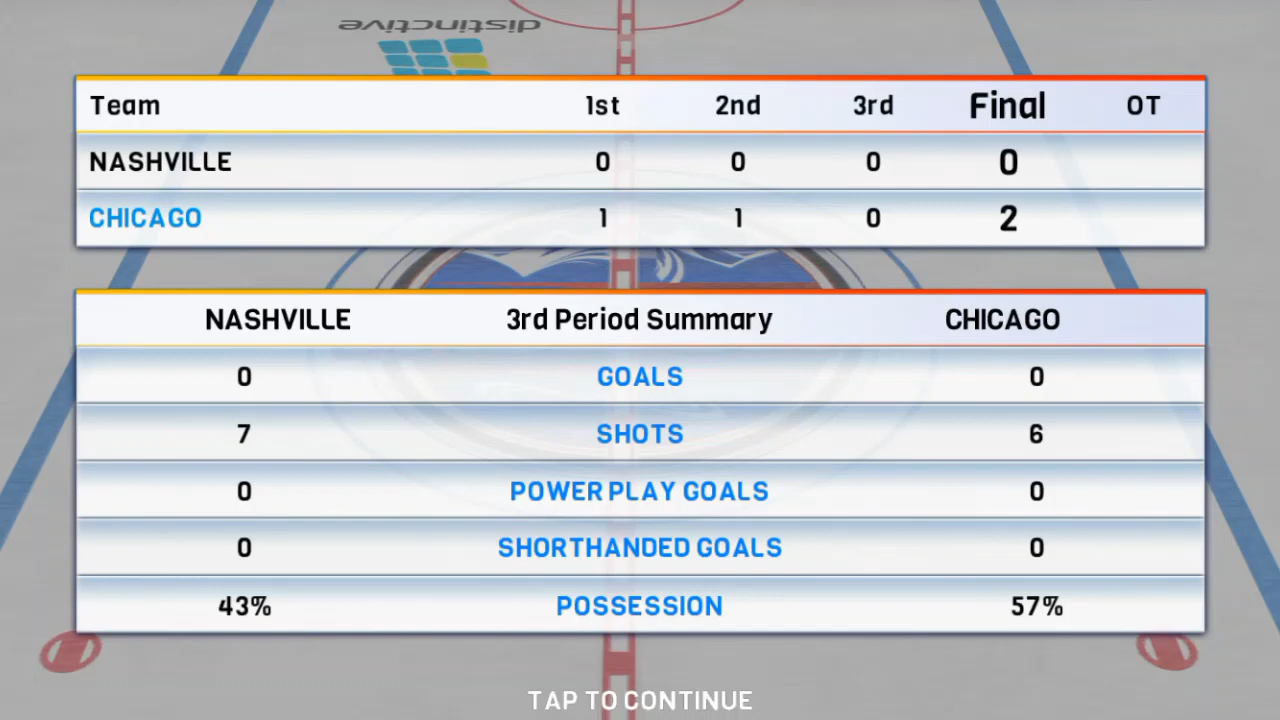 distinctive
Team 1st 2nd 3rd Final OT
NASHVILLE 0 0 0 0
CHICAGO 1 1 0 2
NASHVILLE 3rd Period Summary CHICAGO
0 GOALS 0
7 SHOTS 6
0 POWER PLAY GOALS 0
0 SHORTHANDED GOALS 0
43% POSSESSION 57%
TAP TO CONTINUE